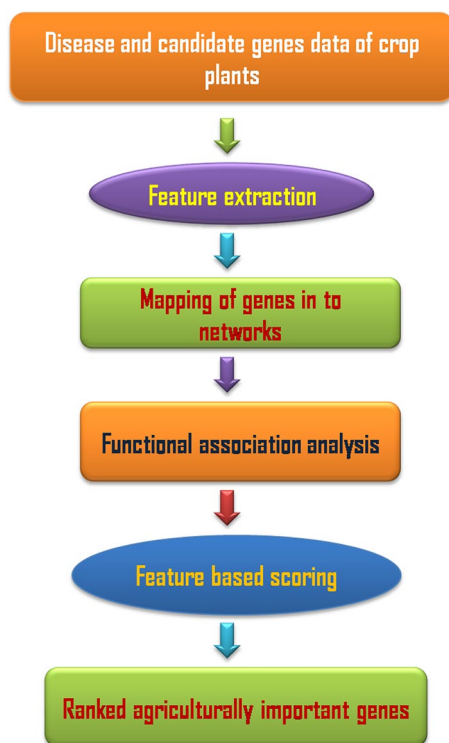 Disease and candidate genes data of crop
plants
Feature extraction
Mapping of genes in to
networks
Functional association analysis
Feature based scoring
Ranked agriculturally important genes